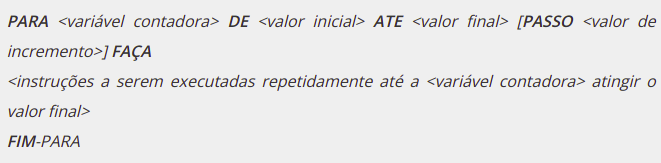 PARA <variável contadora> DE <valor inicial> ATE <valor final> [PASSO <valor de
incremento>] FAÇA
<instruções a serem executadas repetidamente até a <variável contadora> atingir o
valor final>
FIM-PARA